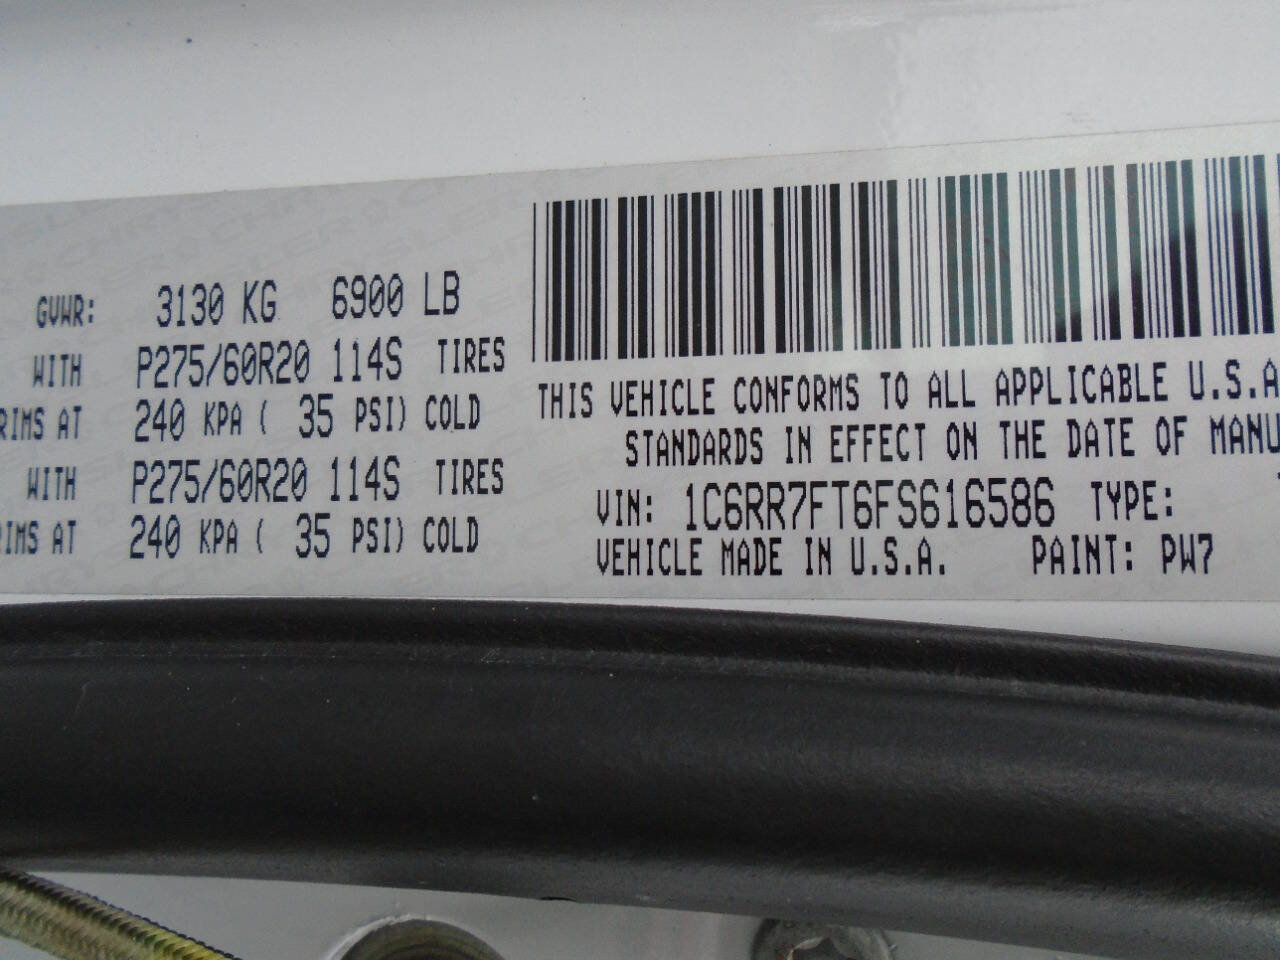 GVWR: 3130 KG 6900 LB
WITH P275/60R20 114S TIRES
RIMS AT 240 KPA ( 35 PSI) COLD
WITH P275/60R20 114S TIRES
RIMS AT 240 KPA ( 35 PSI) COLD
THIS VEHICLE CONFORMS TO ALL APPLICABLE U.S.A
STANDARDS IN EFFECT ON THE DATE OF MANU
VIN: 1C6RR7FT6FS616586 TYPE:
VEHICLE MADE IN U.S.A. PAINT: PW7
CHRYSLER